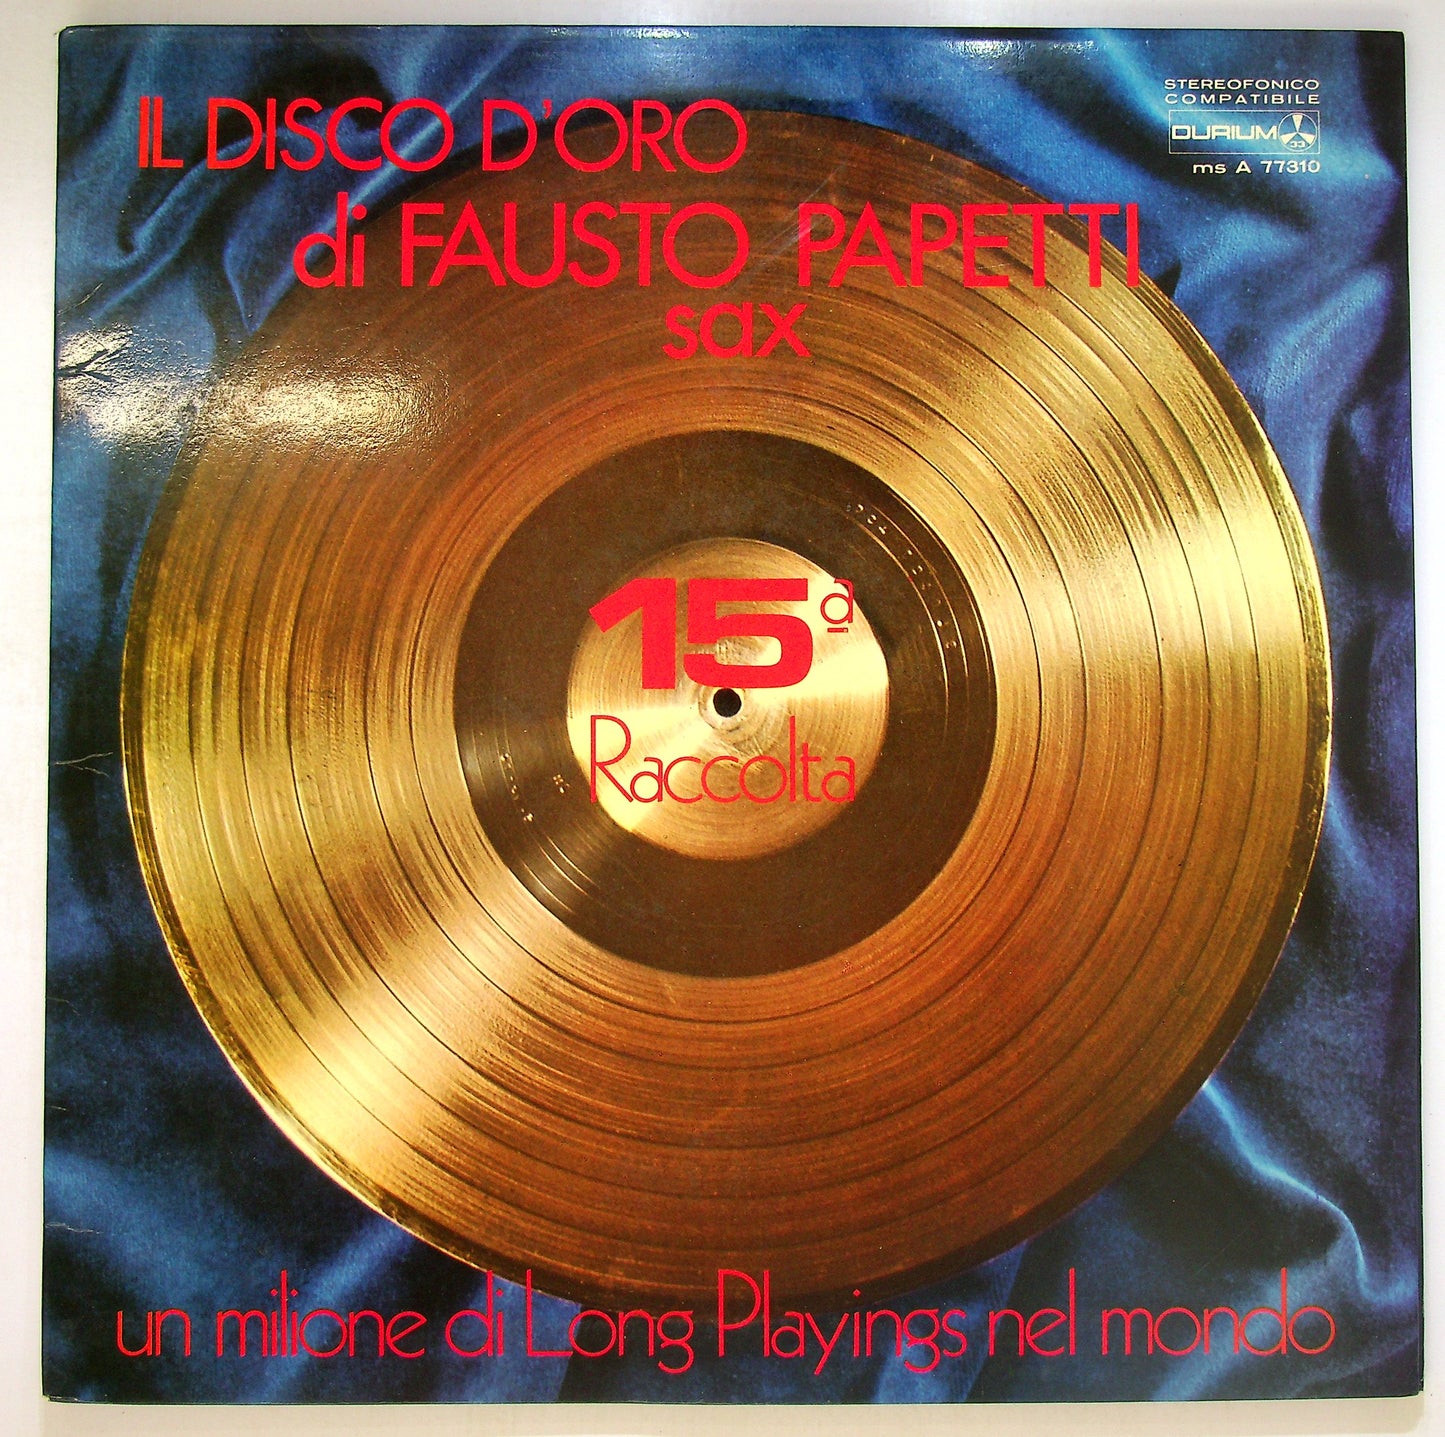 STEREOFONICO
COMPATIBILE
DURIUM
33
ms A 77310
IL DISCO D'ORO
di FAUSTO PAPETTI
sax
15ª
Raccolta
un milione di Long Playings nel mondo